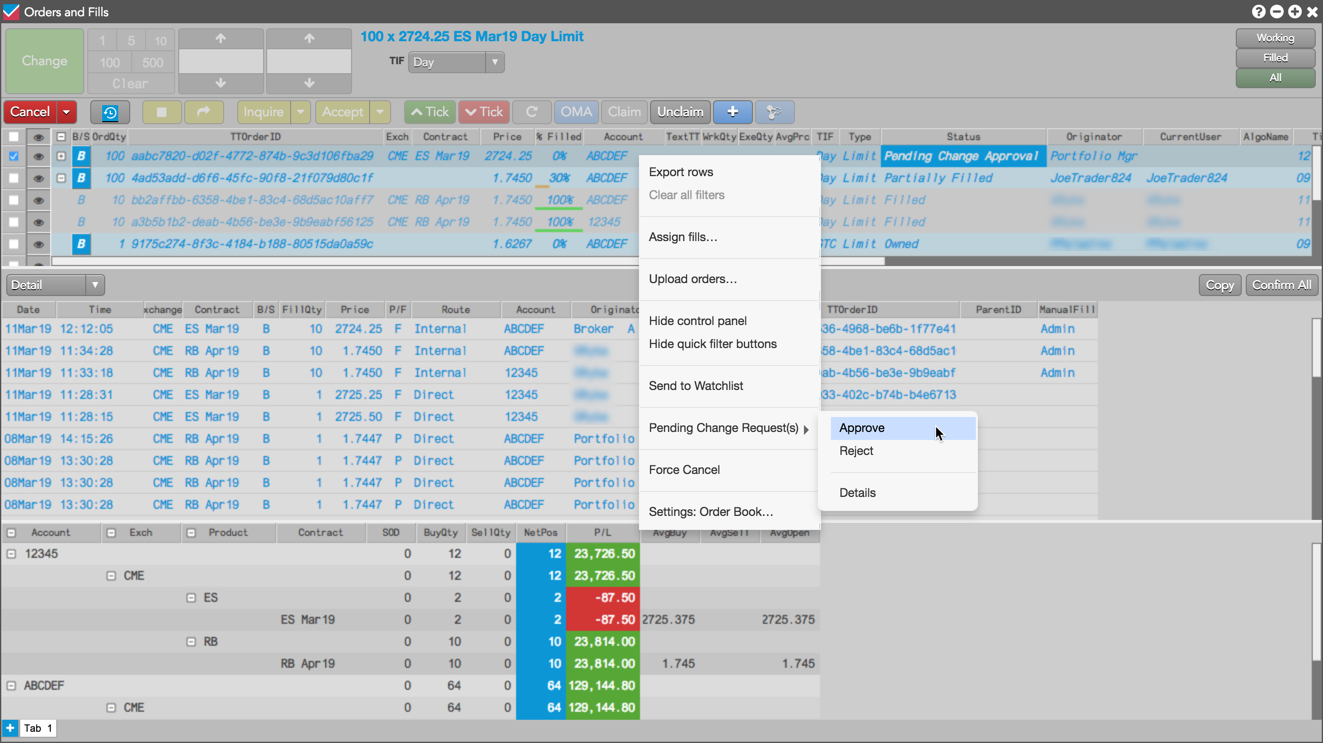 Orders and Fills
100 x 2724.25 ES Mar19 Day Limit
Change 1 5 10
100 500
Clear
TIF Day
Working
Filled
All
Cancel Inquire Accept Tick Tick C OMA Claim Unclaim +
B/S OrdQty TTOrderID Exch Contract Price % Filled Account TextTT WrkQty ExeQty AvgPrc TIF Type Status Originator CurrentUser AlgoName
B 100 aabc7820-d02f-4772-874b-9c3d106fba29 CME ES Mar19 2724.25 0% ABCDEF Day Limit Pending Change Approval Portfolio Mgr 12
B 100 4ad53add-d6f6-45fc-90f8-21f079d80c1f 1.7450 30% ABCDEF Day Limit Partially Filled JoeTrader824 JoeTrader824 09
B 10 bb2affbb-6358-4be1-83c4-68d5ac10aff7 CME RB Apr19 1.7450 100% ABCDEF Day Limit Filled 11
B 10 a3b5b1b2-deab-4b56-be3e-9b9eabf56125 CME RB Apr19 1.7450 100% 12345 Day Limit Filled 11
B 1 9175c274-8f3c-4184-b188-80515da0a59c 1.6267 0% ABCDEF GTC Limit Owned 09
Export rows
Clear all filters
Assign fills...
Upload orders...
Hide control panel
Hide quick filter buttons
Send to Watchlist
Pending Change Request(s)
Force Cancel
Settings: Order Book...
Approve
Reject
Details
Detail Copy Confirm All
Date Time xchange Contract B/S FillQty Price P/F Route Account Originato TTOrderID ParentID ManualFill
11Mar19 12:12:05 CME ES Mar19 B 10 2724.25 F Internal ABCDEF Broker A 36-4968-be6b-1f77e41 Admin
11Mar19 11:34:28 CME RB Apr19 B 10 1.7450 F Internal ABCDEF 58-4be1-83c4-68d5ac1 Admin
11Mar19 11:33:18 CME RB Apr19 B 10 1.7450 F Internal 12345 ab-4b56-be3e-9b9eabf Admin
11Mar19 11:28:31 CME ES Mar19 B 1 2725.25 F Direct 12345 33-402c-b74b-b4e6713
11Mar19 11:28:15 CME ES Mar19 B 1 2725.50 F Direct 12345
08Mar19 14:15:26 CME RB Apr19 B 1 1.7437 P Direct ABCDEF Portfolio
08Mar19 13:30:28 CME RB Apr19 B 1 1.7447 P Direct ABCDEF Portfolio
08Mar19 13:30:28 CME RB Apr19 B 1 1.7447 P Direct ABCDEF Portfolio
08Mar19 13:30:28 CME RB Apr19 B 1 1.7447 P Direct ABCDEF Portfolio
Account Exch Product Contract SOD BuyQty SellQty NetPos P/L AvgBuy AvgSell AvgOpen
12345 0 12 0 12 23,726.50
CME 0 12 0 12 23,726.50
ES 0 2 0 2 -87.50
ES Mar19 0 2 0 2 -87.50 2725.375 2725.375
RB 0 10 0 10 23,814.00
RB Apr19 0 10 0 10 23,814.00 1.745 1.745
ABCDEF 0 64 0 64 129,144.80
CME 0 64 0 64 129,144.80
+ Tab 1